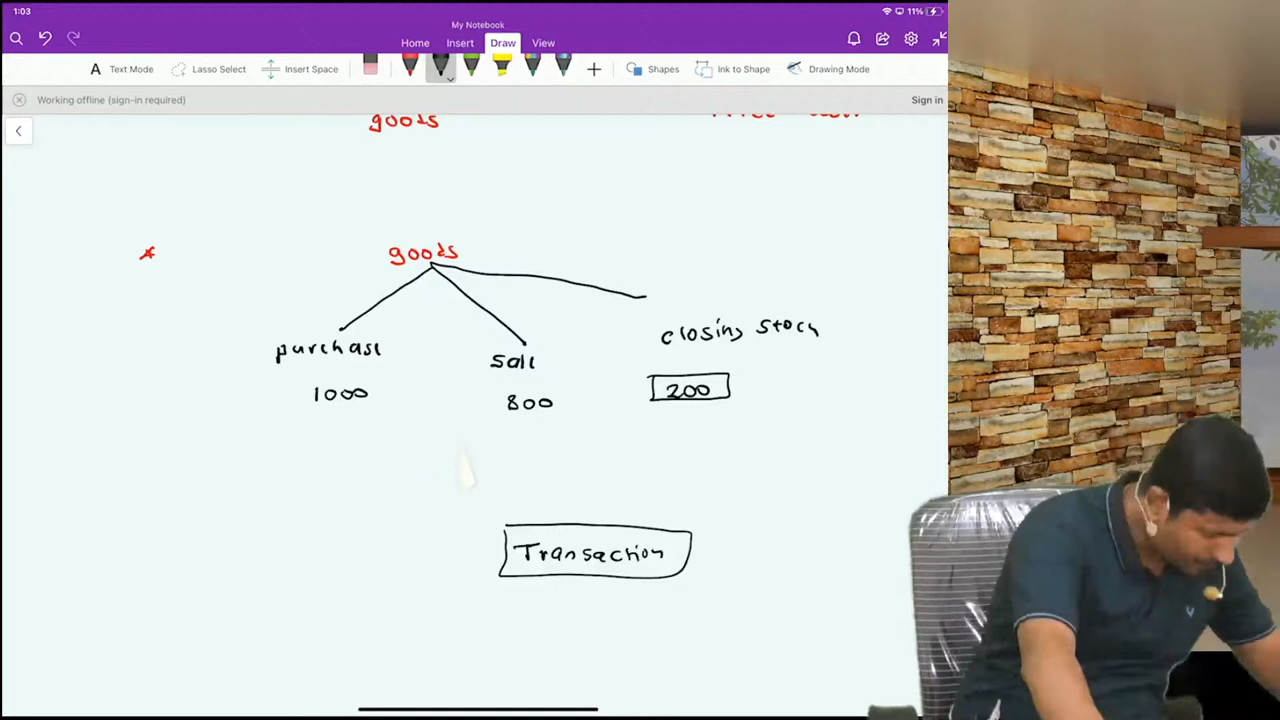 1:03
11%
My Notebook
Home Insert Draw View
Text Mode Lasso Select Insert Space Shapes Ink to Shape Drawing Mode
Working offline (sign-in required) Sign in
goods
goods
purchase sale closing stock
1000 800 200
Transaction